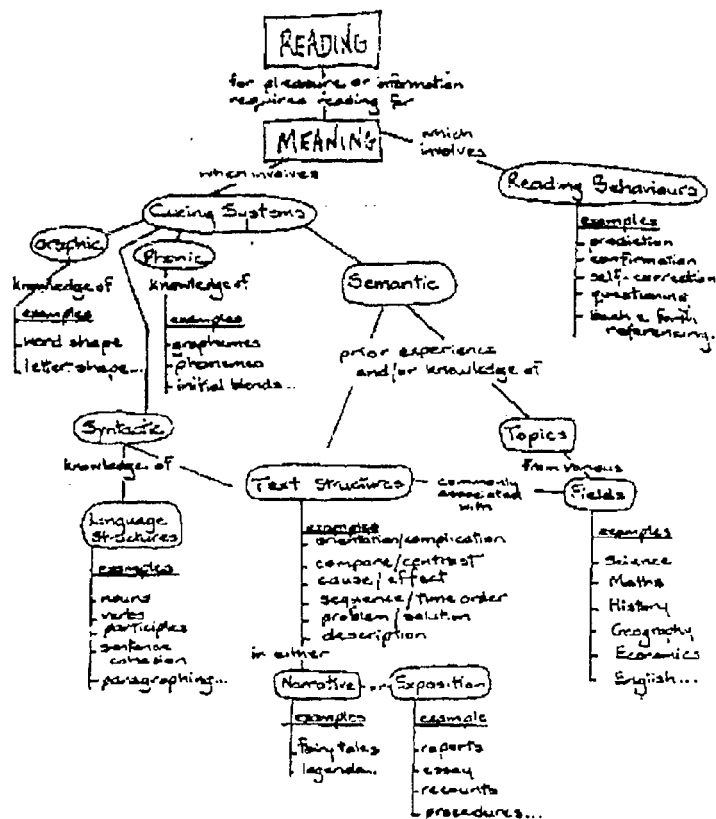 READING
for pleasure or information
requires reading for
MEANING
which
involves
Reading Behaviours
examples
prediction
confirmation
self-correction
questioning
back & forth
referencing.
which involves
Cueing Systems
Graphic
knowledge of
examples
word shape
letter shape...
Phonic
knowledge of
examples
graphemes
phonemes
initial blends...
Semantic
prior experience
and/or knowledge of
Topics
from various
Fields
examples
Science
Maths
History
Geography
Economics
English...
Syntactic
knowledge of
Language
Structures
examples
nouns
verbs
participles
sentence
cohesion
paragraphing...
Text Structures
commonly
associated
with
examples
orientation/complication
compare/contrast
cause/effect
sequence/time order
problem/solution
description
in either
Narrative
or
Exposition
examples
fairytales
legends...
example
reports
essay
recounts
procedures...